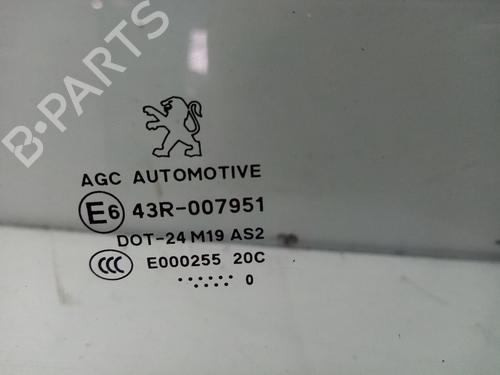 B-PARTS
AGC AUTOMOTIVE
E6 43R-007951
DOT-24 M19 AS2
CCC E000255 20C
0